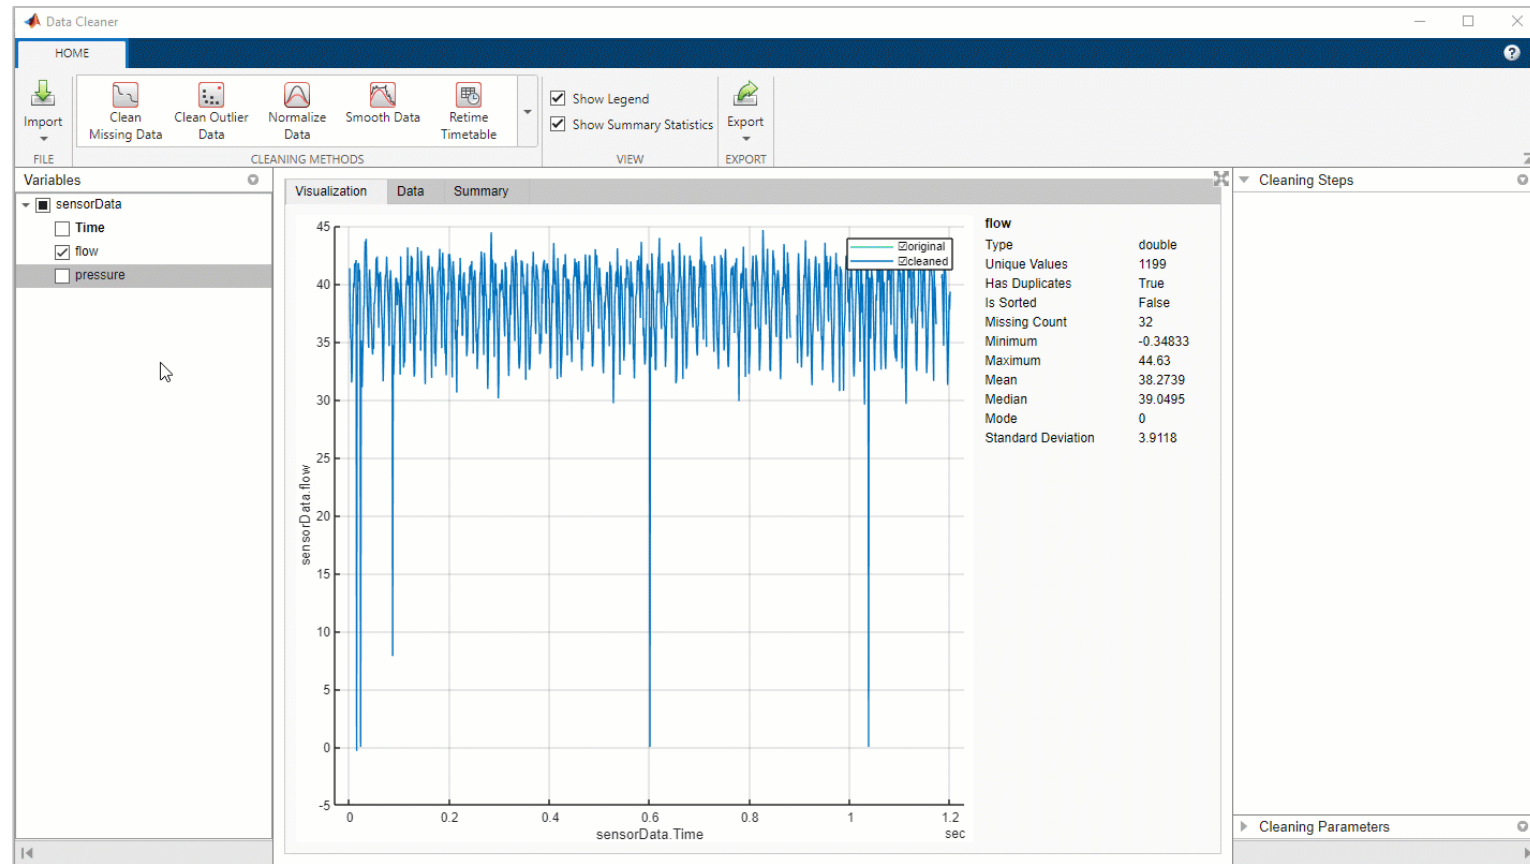 Data Cleaner
HOME
Import
Clean Missing Data
Clean Outlier Data
Normalize Data
Smooth Data
Retime Timetable
Show Legend
Show Summary Statistics
Export
FILE
CLEANING METHODS
VIEW
EXPORT
Variables
sensorData
Time
flow
pressure
Visualization
Data
Summary
45
40
35
30
25
20
15
10
5
0
-5
sensorData.flow
original
cleaned
0
0.2
0.4
0.6
0.8
1
1.2
sensorData.Time
sec
flow
Type double
Unique Values 1199
Has Duplicates True
Is Sorted False
Missing Count 32
Minimum -0.34833
Maximum 44.63
Mean 38.2739
Median 39.0495
Mode 0
Standard Deviation 3.9118
Cleaning Steps
Cleaning Parameters